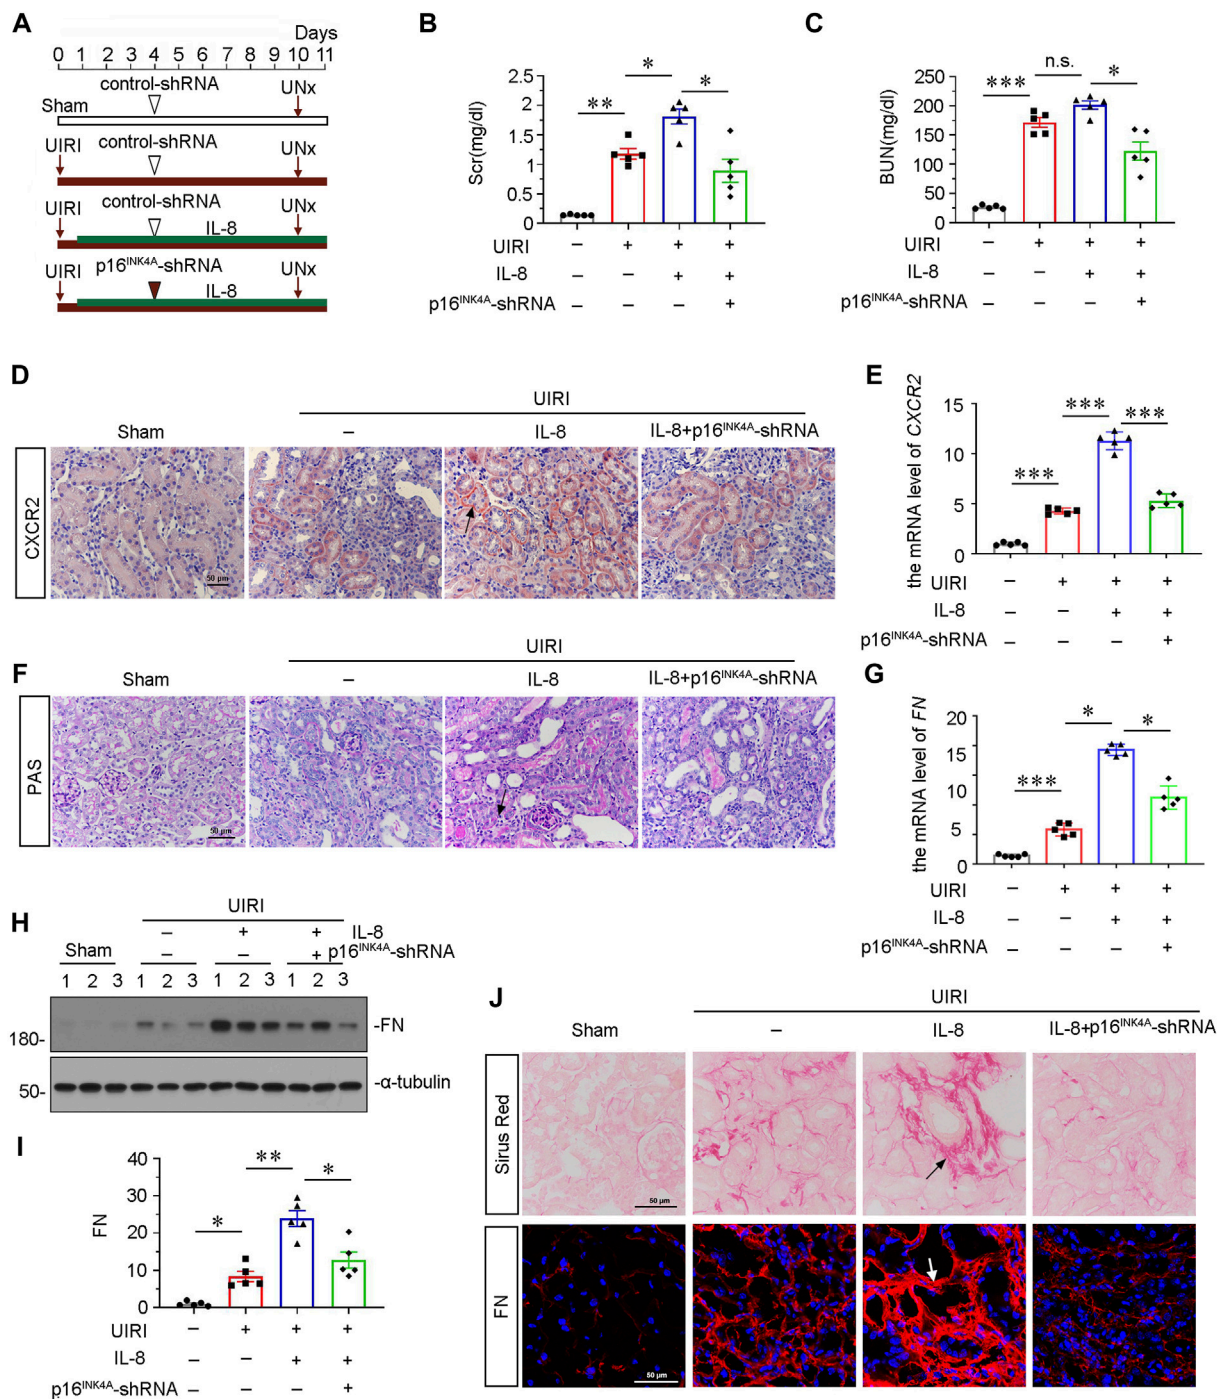 A
Days
0 1 2 3 4 5 6 7 8 9 10 11
control-shRNA
Sham
UNx
control-shRNA
UIRI
UNx
control-shRNA
UIRI
IL-8
UNx
p16INK4A-shRNA
UIRI
IL-8
UNx
B
Scr(mg/dl)
2.5
2
1.5
1
0.5
0
** * *
UIRI – + + +
IL-8 – – + +
p16INK4A-shRNA – – – +
C
BUN(mg/dl)
250
200
150
100
50
0
*** n.s. *
UIRI – + + +
IL-8 – – + +
p16INK4A-shRNA – – – +
D
UIRI
Sham – IL-8 IL-8+p16INK4A-shRNA
CXCR2
50 μm
E
the mRNA level of CXCR2
15
10
5
0
*** *** ***
UIRI – + + +
IL-8 – – + +
p16INK4A-shRNA – – – +
F
UIRI
Sham – IL-8 IL-8+p16INK4A-shRNA
PAS
50 μm
G
the mRNA level of FN
20
15
10
5
0
*** * *
UIRI – + + +
IL-8 – – + +
p16INK4A-shRNA – – – +
H
UIRI
– + + IL-8
Sham – – + p16INK4A-shRNA
1 2 3 1 2 3 1 2 3 1 2 3
180- -FN
50- -α-tubulin
I
FN
40
30
20
10
0
* ** *
UIRI – + + +
IL-8 – – + +
p16INK4A-shRNA – – – +
J
UIRI
Sham – IL-8 IL-8+p16INK4A-shRNA
Sirus Red
50 μm
FN
50 μm